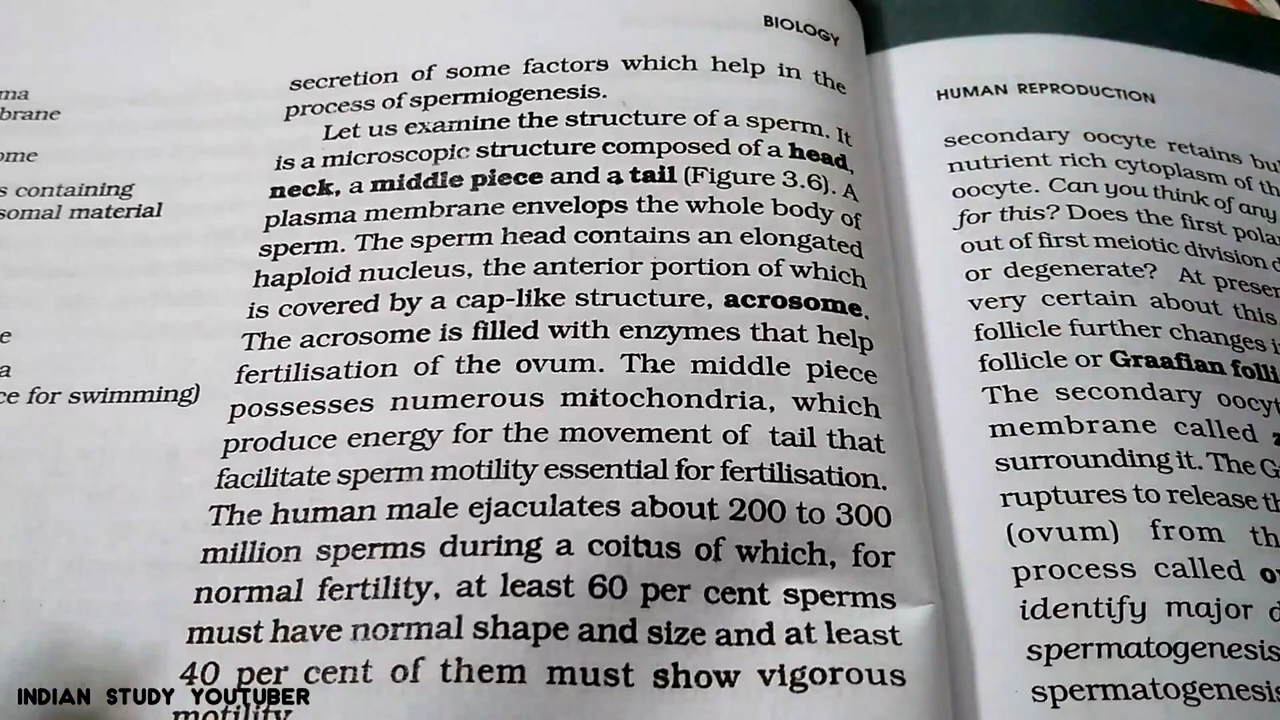 ma
brane
ome
s containing
somal material
e
a
ce for swimming)
BIOLOGY
secretion of some factors which help in the
process of spermiogenesis.
Let us examine the structure of a sperm. It
is a microscopic structure composed of a head,
neck, a middle piece and a tail (Figure 3.6). A
plasma membrane envelops the whole body of
sperm. The sperm head contains an elongated
haploid nucleus, the anterior portion of which
is covered by a cap-like structure, acrosome.
The acrosome is filled with enzymes that help
fertilisation of the ovum. The middle piece
possesses numerous mitochondria, which
produce energy for the movement of tail that
facilitate sperm motility essential for fertilisation.
The human male ejaculates about 200 to 300
million sperms during a coitus of which, for
normal fertility, at least 60 per cent sperms
must have normal shape and size and at least
40 per cent of them must show vigorous
motility
HUMAN REPRODUCTION
secondary oocyte retains bu
nutrient rich cytoplasm of th
oocyte. Can you think of any
for this? Does the first pola
out of first meiotic division d
or degenerate? At presen
very certain about this
follicle further changes i
follicle or Graafian folli
The secondary oocyt
membrane called
surrounding it. The G
ruptures to release th
(ovum) from th
process called o
identify major d
spermatogenesis
spermatogenesis
INDIAN STUDY YOUTUBER